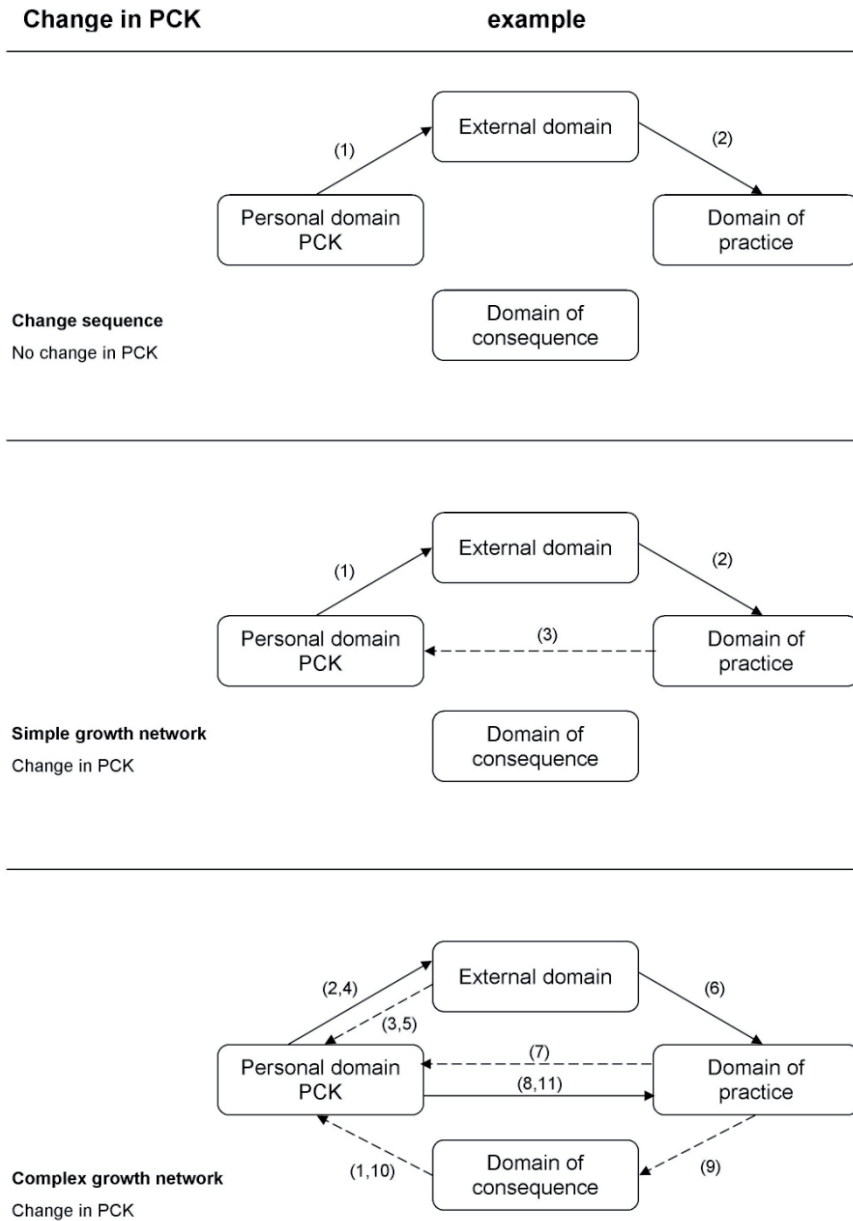 Change in PCK example
External domain
(1) (2)
Personal domain
PCK
Domain of
practice
Change sequence
No change in PCK
Domain of
consequence
External domain
(1) (2)
Personal domain
PCK
(3)
Domain of
practice
Simple growth network
Change in PCK
Domain of
consequence
External domain
(2,4) (6)
(3,5)
Personal domain
PCK
(7)
(8,11)
Domain of
practice
(1,10) (9)
Domain of
consequence
Complex growth network
Change in PCK